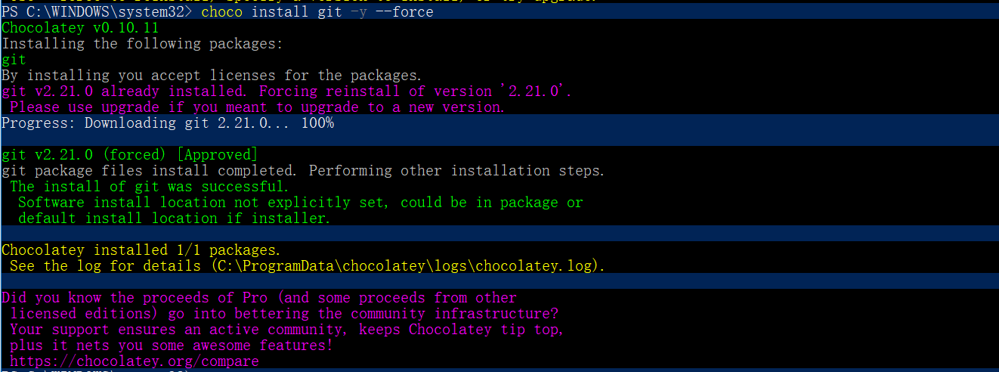 PS C:\WINDOWS\system32> choco install git -y --force
Chocolatey v0.10.11
Installing the following packages:
git
By installing you accept licenses for the packages.
git v2.21.0 already installed. Forcing reinstall of version '2.21.0'.
 Please use upgrade if you meant to upgrade to a new version.
Progress: Downloading git 2.21.0... 100%
git v2.21.0 (forced) [Approved]
git package files install completed. Performing other installation steps.
 The install of git was successful.
  Software install location not explicitly set, could be in package or
  default install location if installer.
Chocolatey installed 1/1 packages.
 See the log for details (C:\ProgramData\chocolatey\logs\chocolatey.log).
Did you know the proceeds of Pro (and some proceeds from other
 licensed editions) go into bettering the community infrastructure?
 Your support ensures an active community, keeps Chocolatey tip top,
 plus it nets you some awesome features!
 https://chocolatey.org/compare